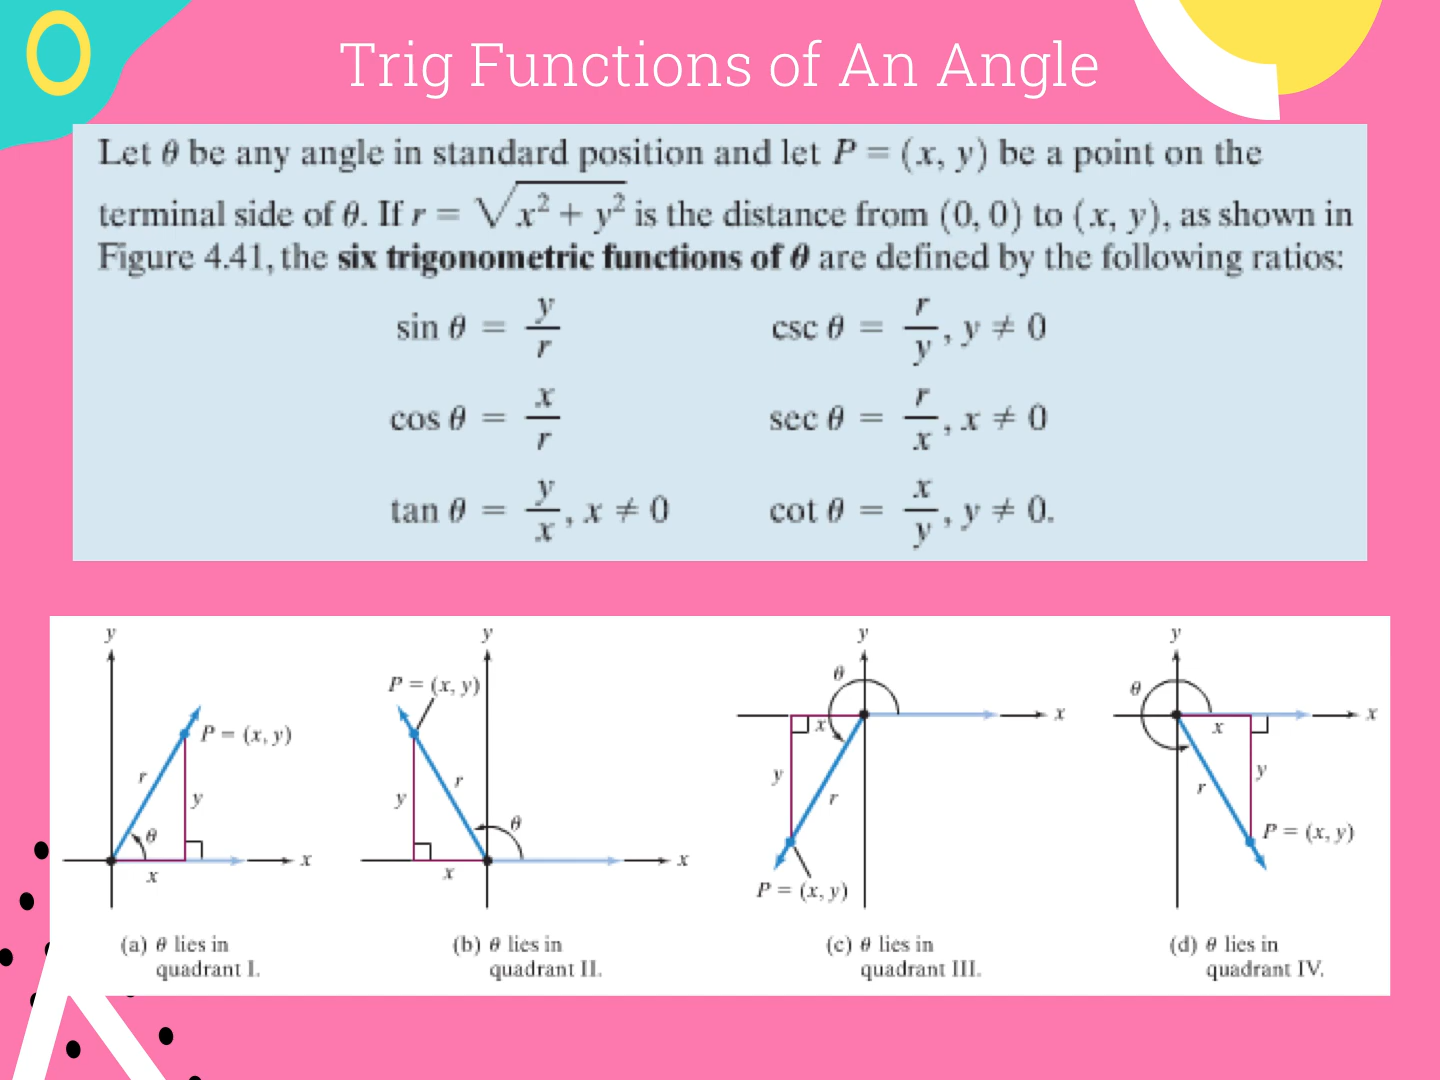 Trig Functions of An Angle
Let θ be any angle in standard position and let P = (x, y) be a point on the
terminal side of θ. If r = √(x² + y²) is the distance from (0, 0) to (x, y), as shown in
Figure 4.41, the six trigonometric functions of θ are defined by the following ratios:
sin θ = y/r
csc θ = r/y, y ≠ 0
cos θ = x/r
sec θ = r/x, x ≠ 0
tan θ = y/x, x ≠ 0
cot θ = x/y, y ≠ 0.
y
P = (x, y)
r
y
θ
x
x
(a) θ lies in
quadrant I.
y
P = (x, y)
r
y
θ
x
x
(b) θ lies in
quadrant II.
y
θ
x
x
y
r
P = (x, y)
(c) θ lies in
quadrant III.
y
θ
x
x
y
r
P = (x, y)
(d) θ lies in
quadrant IV.